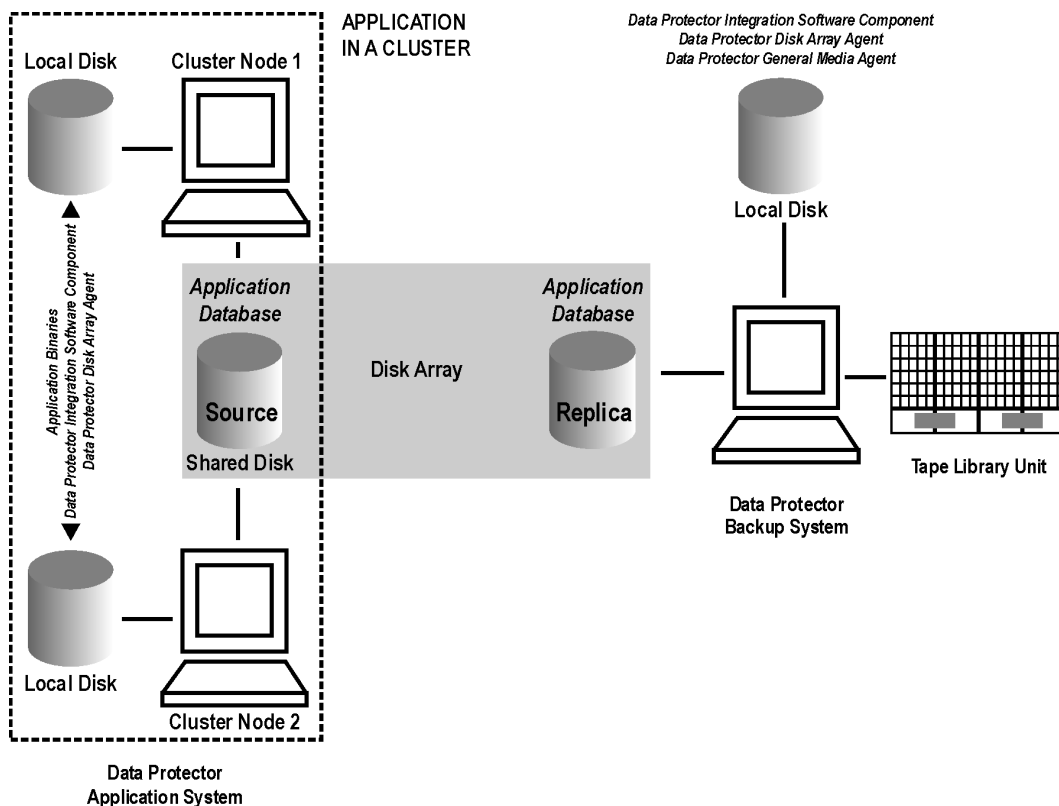 APPLICATION
IN A CLUSTER
Data Protector Integration Software Component
Data Protector Disk Array Agent
Data Protector General Media Agent
Local Disk
Cluster Node 1
Local Disk
Application Binaries
Data Protector Integration Software Component
Data Protector Disk Array Agent
Application
Database
Source
Shared Disk
Disk Array
Application
Database
Replica
Tape Library Unit
Data Protector
Backup System
Local Disk
Cluster Node 2
Data Protector
Application System